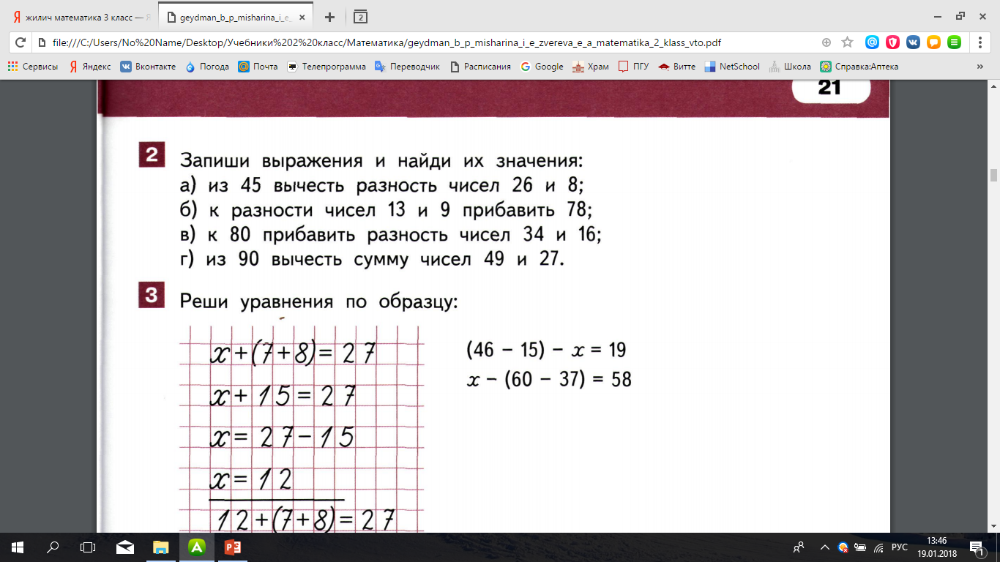 жилич математика 3 класс — Я
geydman_b_p_misharina_i_e_
2
file:///C:/Users/No%20Name/Desktop/Учебники%202%20класс/Математика/geydman_b_p_misharina_i_e_zvereva_e_a_matematika_2_klass_vto.pdf
Сервисы Яндекс Вконтакте Погода Почта Телепрограмма Переводчик Расписания Google Храм ПГУ Витте NetSchool Школа Справка:Аптека »
21
2 Запиши выражения и найди их значения:
а) из 45 вычесть разность чисел 26 и 8;
б) к разности чисел 13 и 9 прибавить 78;
в) к 80 прибавить разность чисел 34 и 16;
г) из 90 вычесть сумму чисел 49 и 27.
3 Реши уравнения по образцу:
x+(7+8)=27
x+15=27
x=27-15
x=12
12+(7+8)=27
(46 – 15) – x = 19
x – (60 – 37) = 58
РУС
13:46
19.01.2018
1